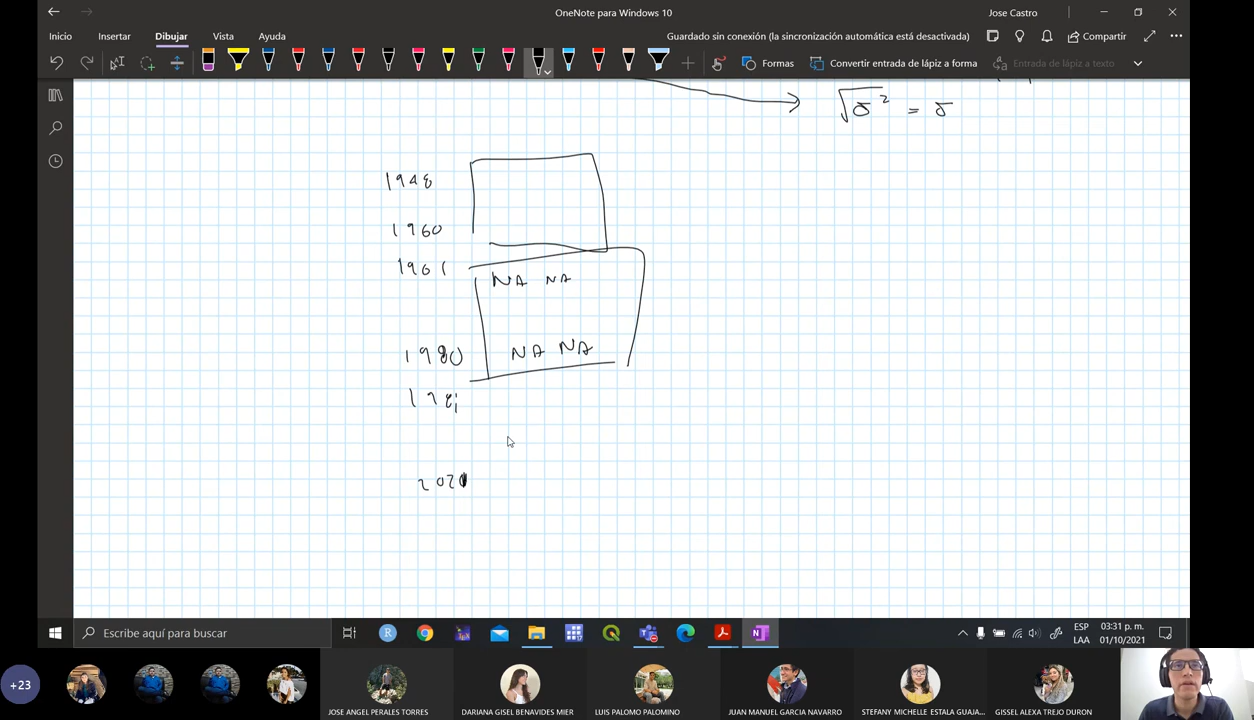 OneNote para Windows 10
Jose Castro
Inicio Insertar Dibujar Vista Ayuda
Guardado sin conexión (la sincronización automática está desactivada)
Compartir
Formas
Convertir entrada de lápiz a forma
Entrada de lápiz a texto
√σ² = σ
1948
1960
1961
NA NA
1980
NA NA
1981
202
Escribe aquí para buscar
ESP
LAA
03:31 p. m.
01/10/2021
+23
JOSE ANGEL PERALES TORRES
DARIANA GISEL BENAVIDES MIER
LUIS PALOMO PALOMINO
JUAN MANUEL GARCIA NAVARRO
STEFANY MICHELLE ESTALA GUAJA...
GISSEL ALEXA TREJO DURON